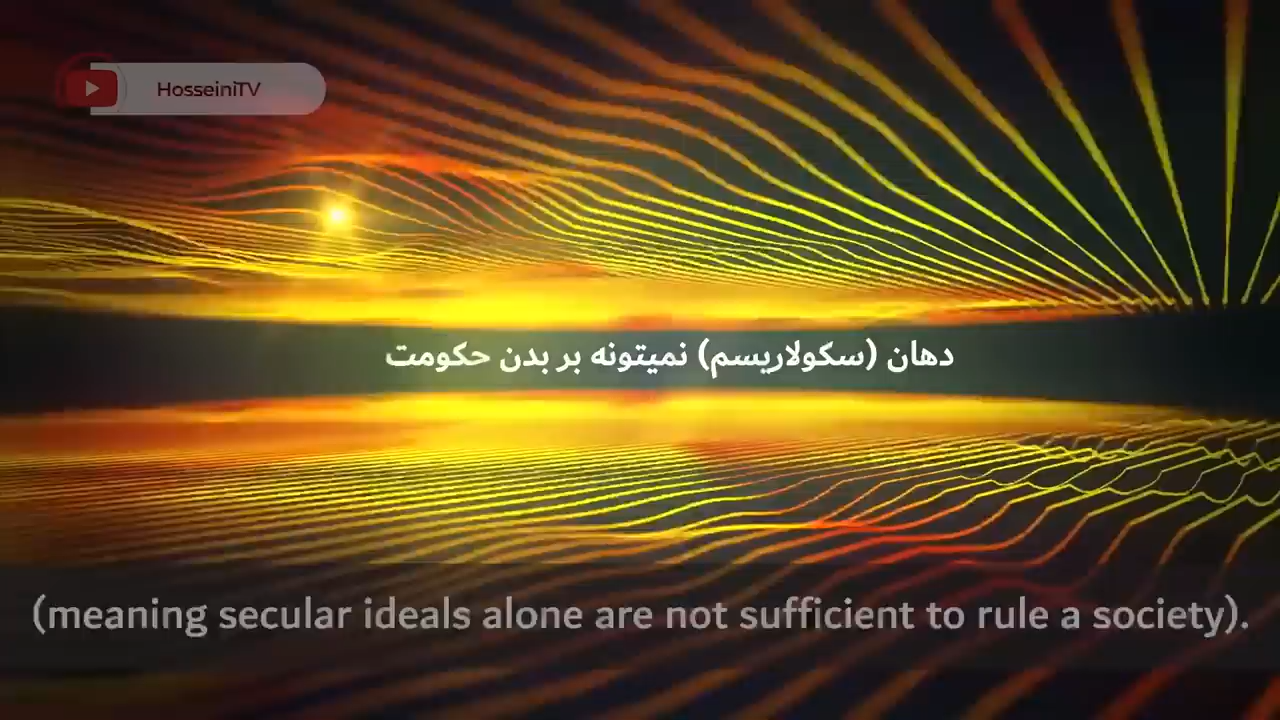 HosseiniTV
دهان (سکولاریسم) نمیتونه بر بدن حکومت
(meaning secular ideals alone are not sufficient to rule a society).